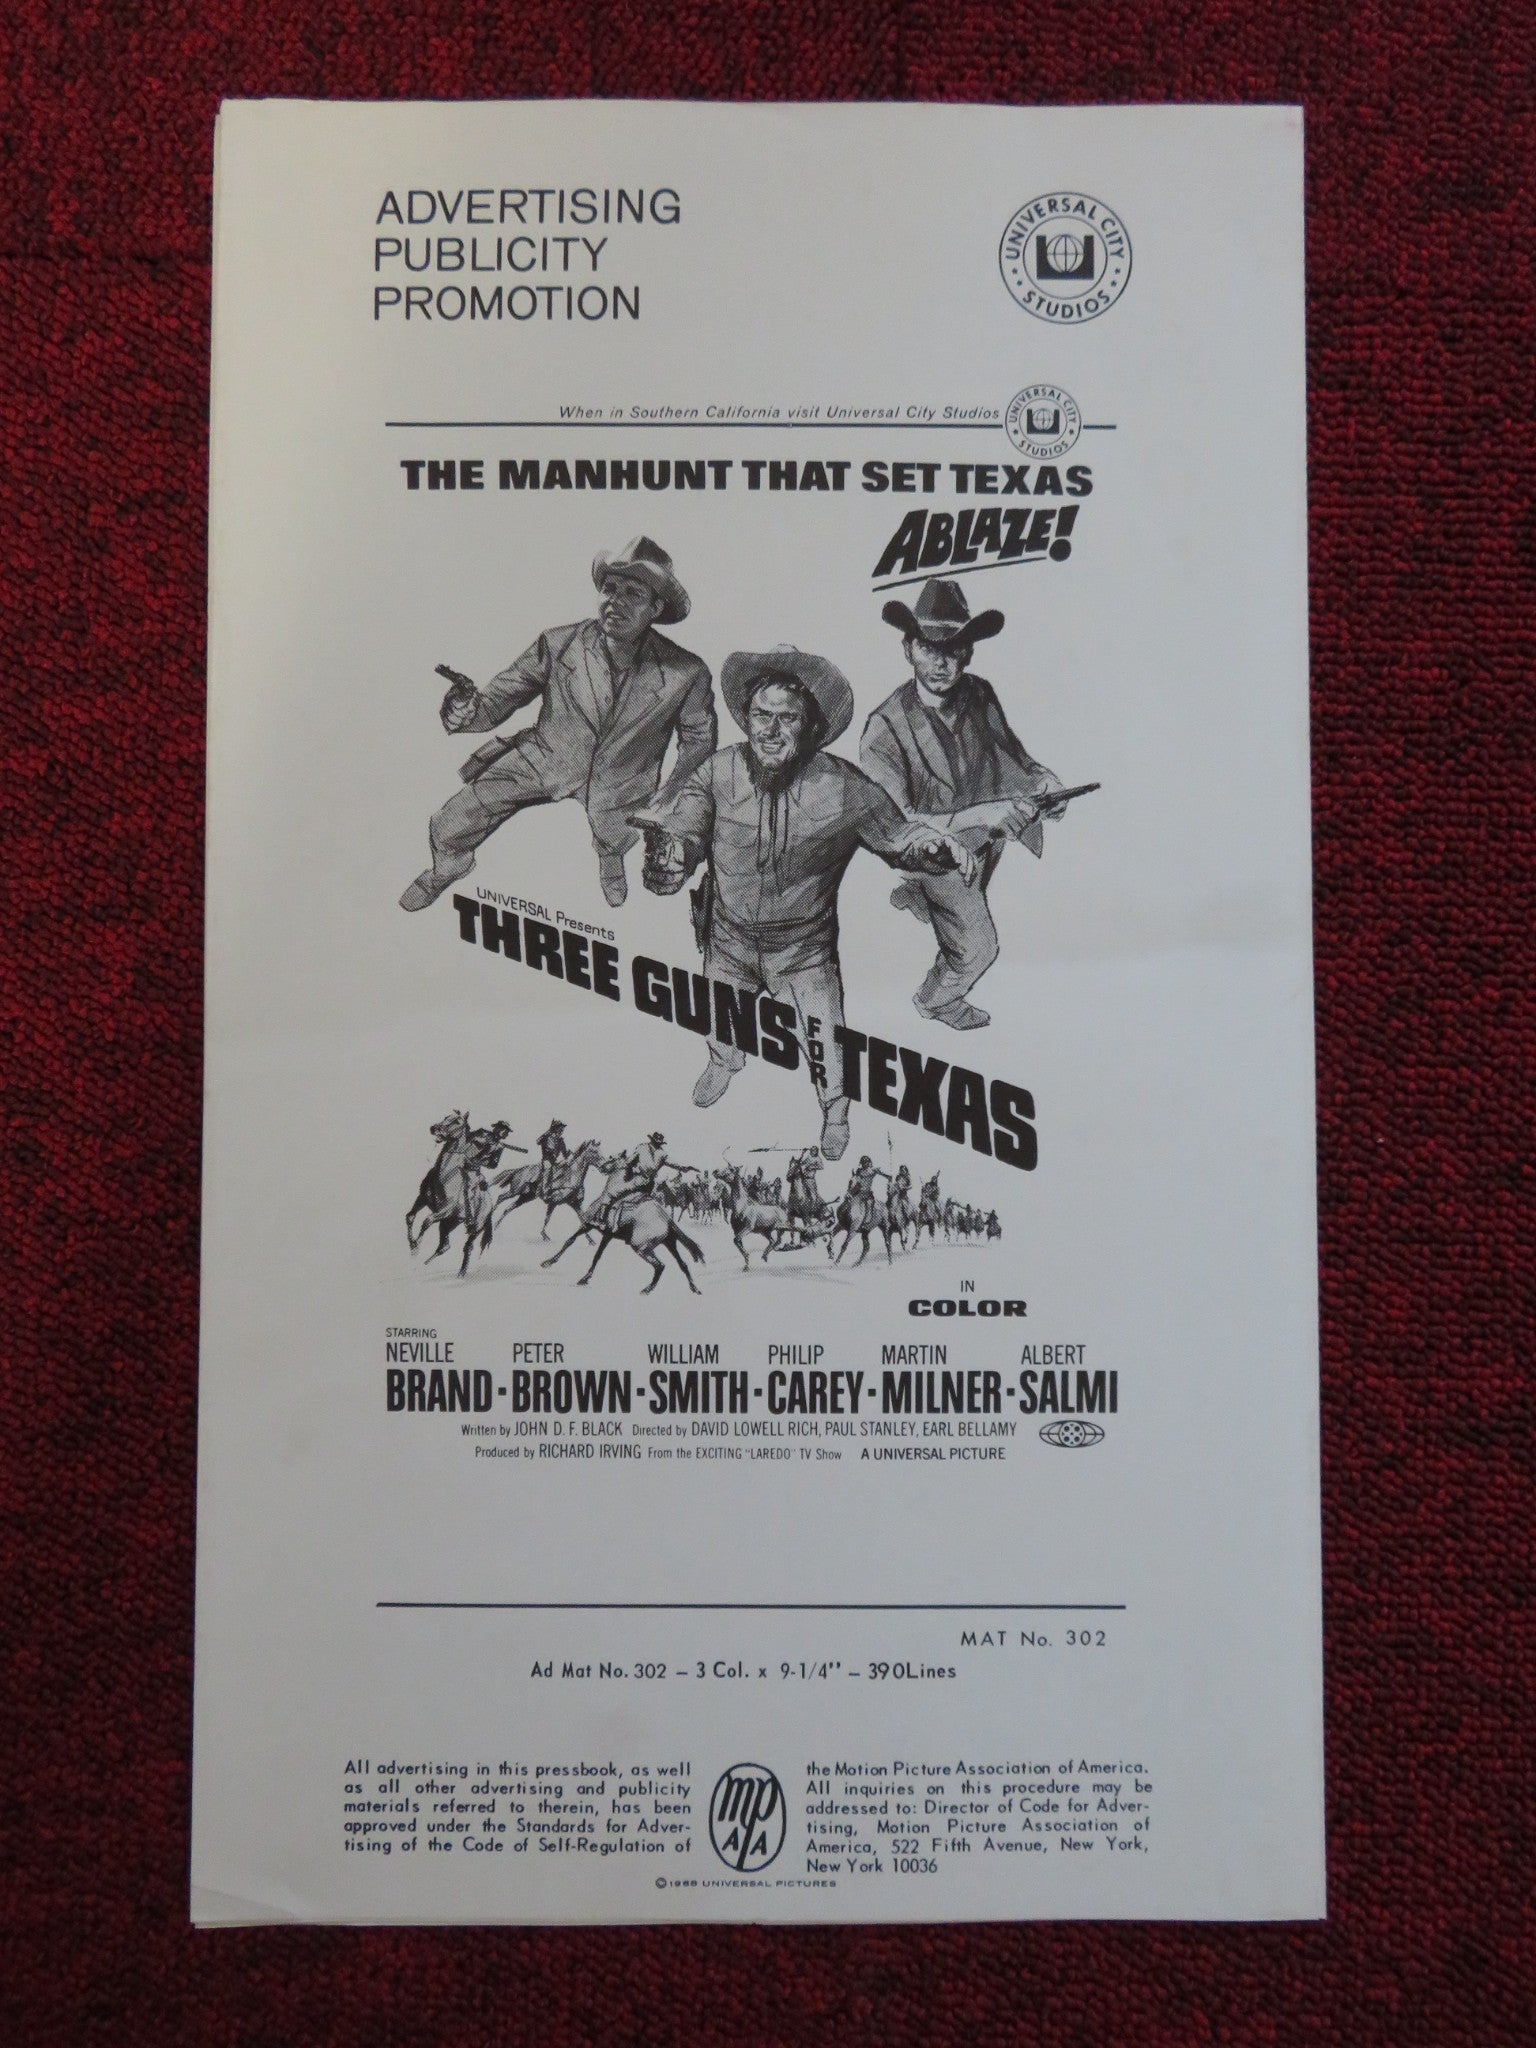 ADVERTISING
PUBLICITY
PROMOTION
UNIVERSAL CITY
STUDIOS
When in Southern California visit Universal City Studios
UNIVERSAL CITY
STUDIOS
THE MANHUNT THAT SET TEXAS
ABLAZE!
UNIVERSAL Presents
THREE GUNS FOR TEXAS
IN
COLOR
STARRING
NEVILLE PETER WILLIAM PHILIP MARTIN ALBERT
BRAND · BROWN · SMITH · CAREY · MILNER · SALMI
Written by JOHN D. F. BLACK Directed by DAVID LOWELL RICH, PAUL STANLEY, EARL BELLAMY
Produced by RICHARD IRVING From the EXCITING "LAREDO" TV Show A UNIVERSAL PICTURE
MAT No. 302
Ad Mat No. 302 – 3 Col. x 9-1/4" – 390Lines
All advertising in this pressbook, as well
as all other advertising and publicity
materials referred to therein, has been
approved under the Standards for Adver-
tising of the Code of Self-Regulation of
MPAA
the Motion Picture Association of America.
All inquiries on this procedure may be
addressed to: Director of Code for Adver-
tising, Motion Picture Association of
America, 522 Fifth Avenue, New York,
New York 10036
©1968 UNIVERSAL PICTURES